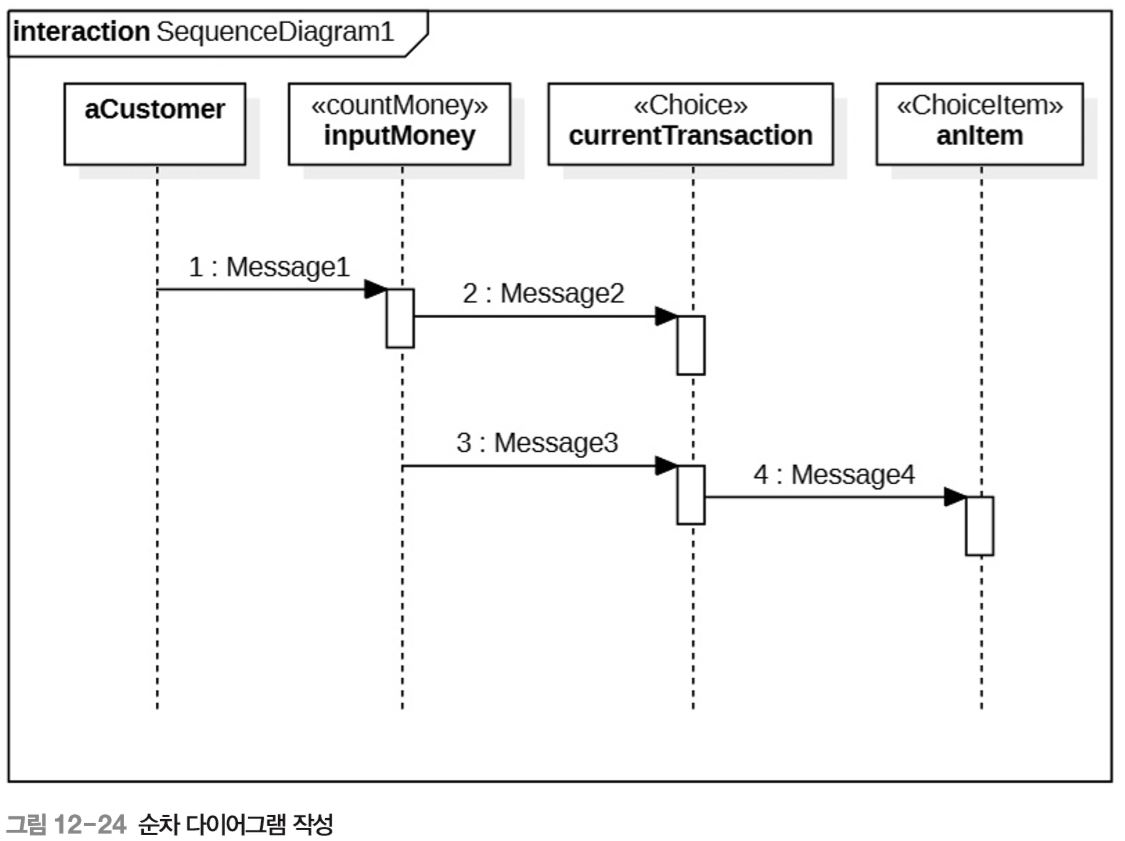 interaction SequenceDiagram1
aCustomer
«countMoney»
inputMoney
«Choice»
currentTransaction
«ChoiceItem»
anItem
1 : Message1
2 : Message2
3 : Message3
4 : Message4
그림 12-24 순차 다이어그램 작성